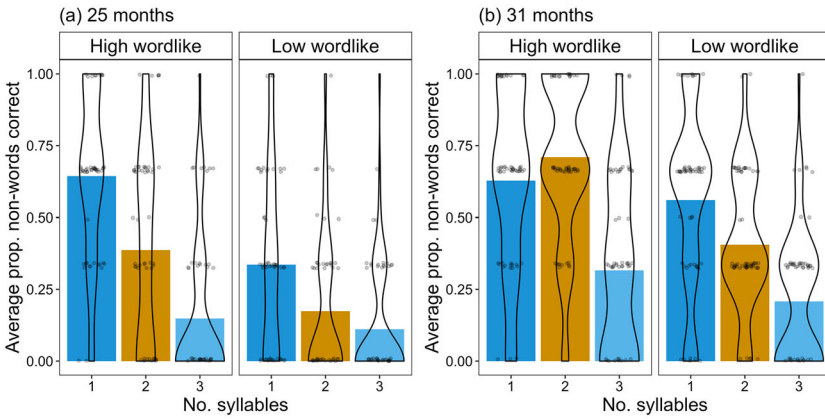 (a) 25 months
High wordlike
Low wordlike
Average prop. non-words correct
1.00
0.75
0.50
0.25
0.00
1 2 3
1 2 3
No. syllables
(b) 31 months
High wordlike
Low wordlike
Average prop. non-words correct
1.00
0.75
0.50
0.25
0.00
1 2 3
1 2 3
No. syllables